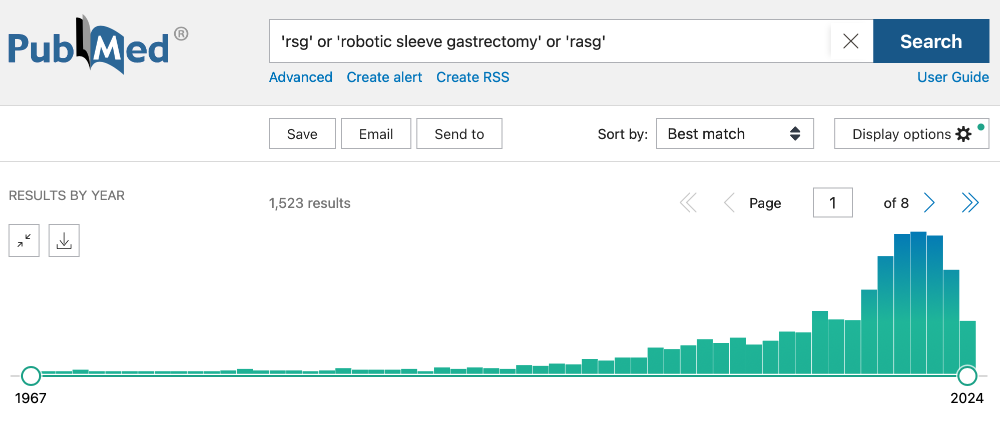 PubMed®
'rsg' or 'robotic sleeve gastrectomy' or 'rasg'
Search
Advanced Create alert Create RSS User Guide
Save Email Send to Sort by: Best match Display options
RESULTS BY YEAR
1,523 results Page 1 of 8
1967 2024